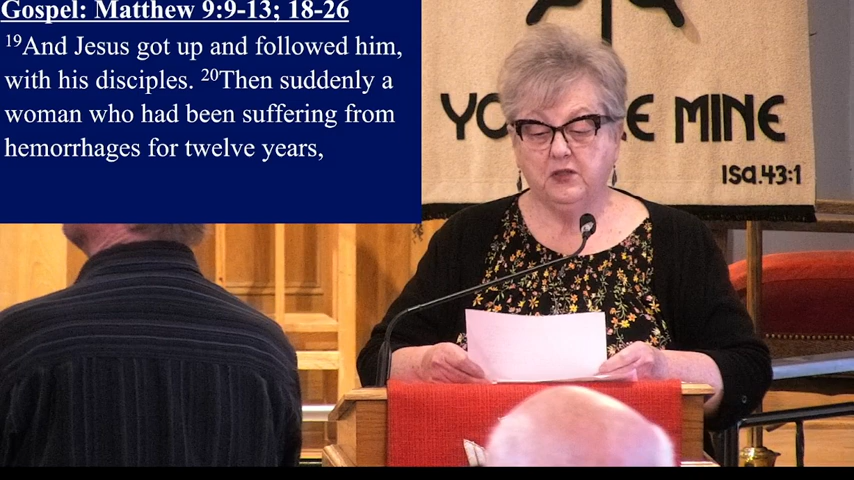 Gospel: Matthew 9:9-13; 18-26
19And Jesus got up and followed him,
with his disciples. 20Then suddenly a
woman who had been suffering from
hemorrhages for twelve years,
MINE
Isa.43:1